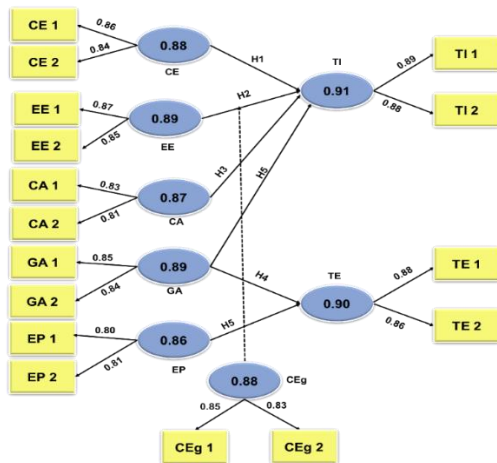 CE 1
0.86
CE 2
0.84
0.88
CE
H1
TI
0.91
0.89
TI 1
0.88
TI 2
EE 1
0.87
EE 2
0.85
0.89
EE
H2
CA 1
0.83
CA 2
0.81
0.87
CA
H3
H5
GA 1
0.85
GA 2
0.84
0.89
GA
H4
TE
0.90
0.88
TE 1
0.86
TE 2
EP 1
0.80
EP 2
0.81
0.86
EP
H5
0.88
CEg
0.85
0.83
CEg 1
CEg 2